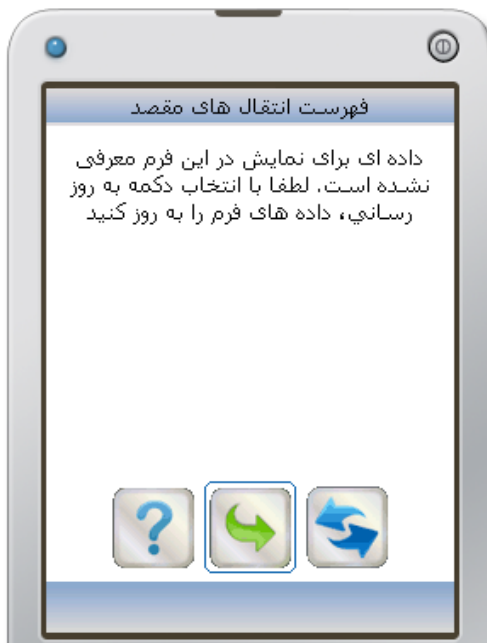 فهرست انتقال های مقصد
داده ای برای نمایش در این فرم معرفی
نشده است. لطفا با انتخاب دکمه به روز
رساني، داده های فرم را به روز کنید